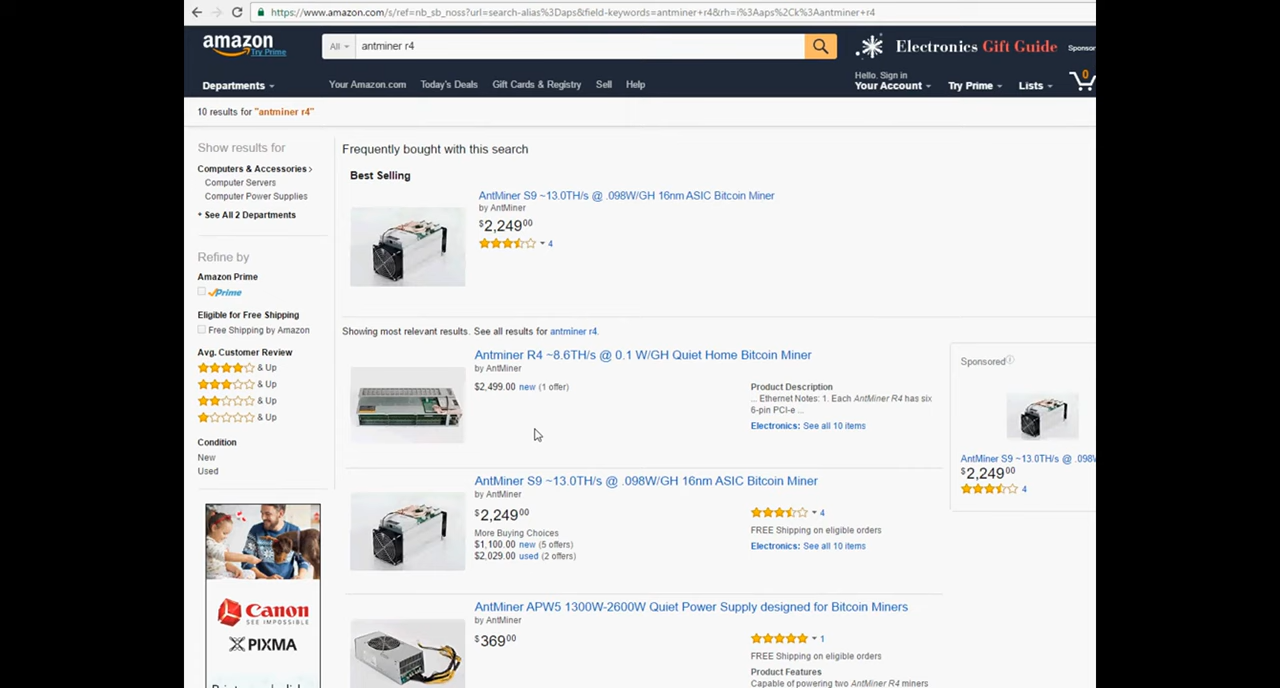 https://www.amazon.com/s/ref=nb_sb_noss?url=search-alias%3Daps&field-keywords=antminer+r4&rh=i%3Aaps%2Ck%3Aantminer+r4
amazon
Try Prime
All
antminer r4
Electronics Gift Guide
Departments
Your Amazon.com
Today's Deals
Gift Cards & Registry
Sell
Help
Hello. Sign in
Your Account
Try Prime
Lists
0
10 results for "antminer r4"
Show results for
Computers & Accessories
Computer Servers
Computer Power Supplies
+ See All 2 Departments
Refine by
Amazon Prime
Prime
Eligible for Free Shipping
Free Shipping by Amazon
Avg. Customer Review
& Up
& Up
& Up
& Up
Condition
New
Used
Canon
SEE IMPOSSIBLE
PIXMA
Frequently bought with this search
Best Selling
AntMiner S9 ~13.0TH/s @ .098W/GH 16nm ASIC Bitcoin Miner
by AntMiner
$2,249.00
4
Showing most relevant results. See all results for antminer r4.
Antminer R4 ~8.6TH/s @ 0.1 W/GH Quiet Home Bitcoin Miner
by AntMiner
$2,499.00 new (1 offer)
Product Description
... Ethernet Notes: 1. Each AntMiner R4 has six
6-pin PCI-e ...
Electronics: See all 10 items
AntMiner S9 ~13.0TH/s @ .098W/GH 16nm ASIC Bitcoin Miner
by AntMiner
$2,249.00
More Buying Choices
$1,100.00 new (5 offers)
$2,029.00 used (2 offers)
4
FREE Shipping on eligible orders
Electronics: See all 10 items
AntMiner APW5 1300W-2600W Quiet Power Supply designed for Bitcoin Miners
by AntMiner
$369.00
1
FREE Shipping on eligible orders
Product Features
Capable of powering two AntMiner R4 miners
Sponsored
AntMiner S9 ~13.0TH/s @ .098W
$2,249.00
4